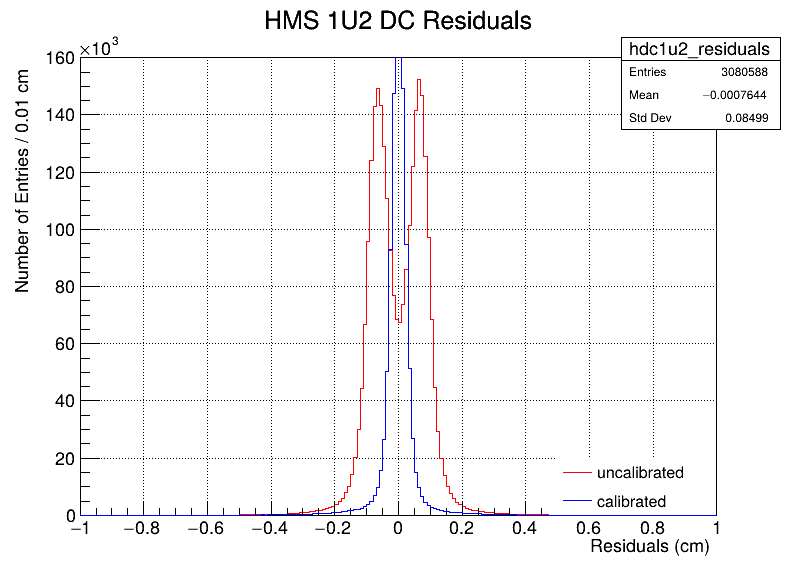 HMS 1U2 DC Residuals
hdc1u2_residuals
Entries 3080588
Mean −0.0007644
Std Dev 0.08499
×10³
160
140
120
100
80
60
40
20
0
Number of Entries / 0.01 cm
uncalibrated
calibrated
−1 −0.8 −0.6 −0.4 −0.2 0 0.2 0.4 0.6 0.8 1
Residuals (cm)